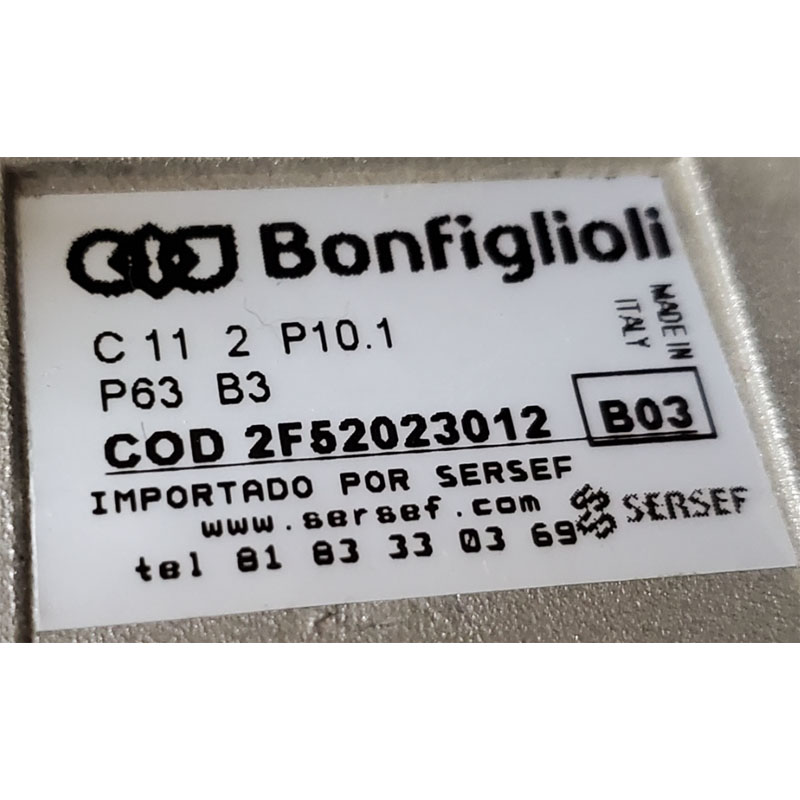 Bonfiglioli
MADE IN
ITALY
C 11 2 P10.1
P63 B3
COD 2F52023012
B03
IMPORTADO POR SERSEF
www.sersef.com
SERSEF
tel 81 83 33 03 69